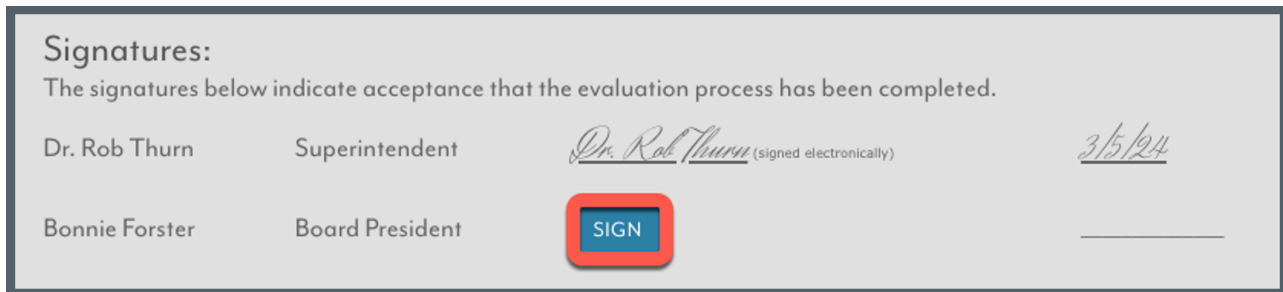 Signatures:
The signatures below indicate acceptance that the evaluation process has been completed.
Dr. Rob Thurn Superintendent Dr. Rob Thurn (signed electronically) 3/5/24
Bonnie Forster Board President SIGN